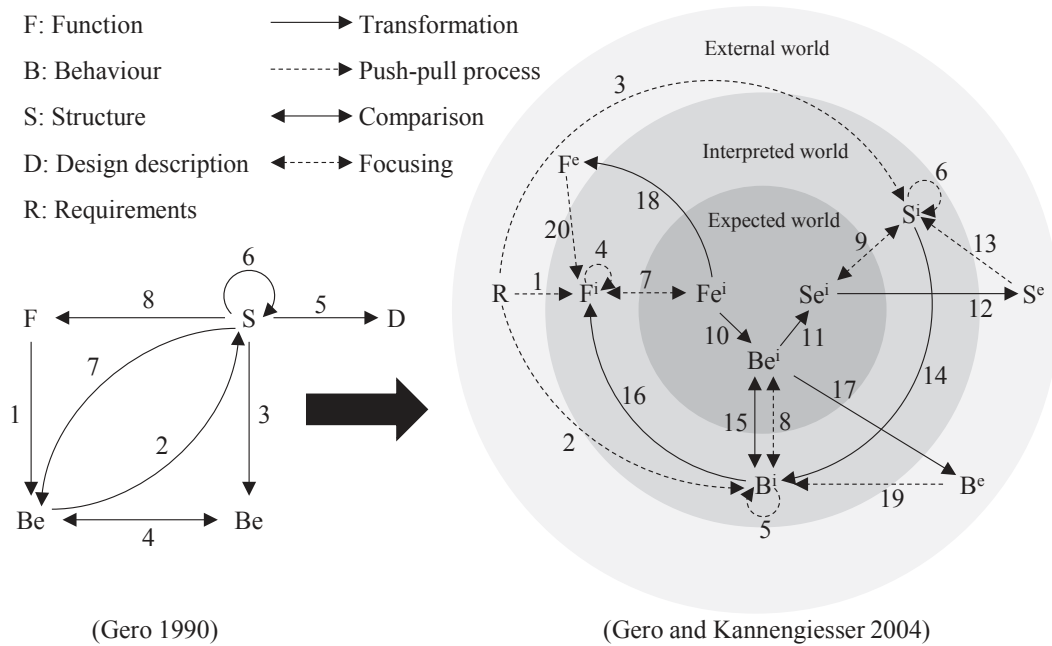 F: Function
B: Behaviour
S: Structure
D: Design description
R: Requirements
Transformation
Push-pull process
Comparison
Focusing
6
F
8
S
5
D
7
1
2
3
Be
4
Be
(Gero 1990)
External world
3
Interpreted world
Fᵉ
6
18
Expected world
Sⁱ
20
9
13
4
R
1
Fⁱ
7
Feⁱ
Seⁱ
12
Sᵉ
10
11
Beⁱ
14
16
17
15
8
2
Bⁱ
19
Bᵉ
5
(Gero and Kannengiesser 2004)